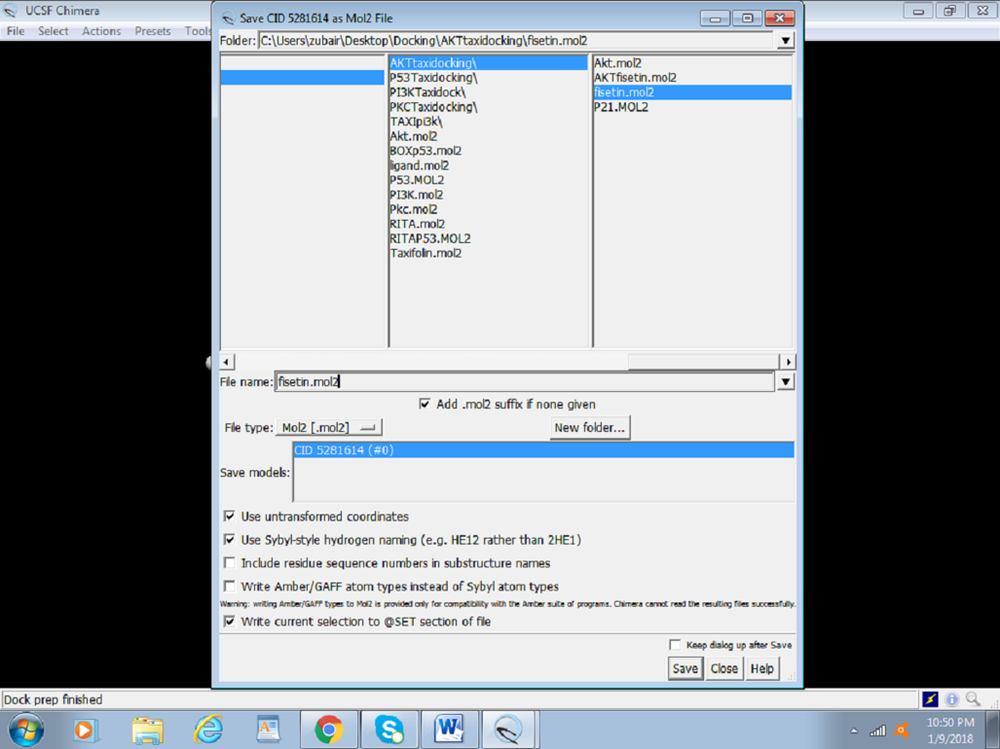 UCSF Chimera
File Select Actions Presets Tools
Save CID 5281614 as Mol2 File
Folder: C:\Users\zubair\Desktop\Docking\AKTtaxidocking\fisetin.mol2
AKTtaxidocking\
P53Taxidocking\
PI3KTaxidock\
PKCTaxidocking\
TAXIpi3k\
Akt.mol2
BOXp53.mol2
ligand.mol2
P53.MOL2
PI3K.mol2
Pkc.mol2
RITA.mol2
RITAP53.MOL2
Taxifolin.mol2
Akt.mol2
AKTfisetin.mol2
fisetin.mol2
P21.MOL2
File name: fisetin.mol2
Add .mol2 suffix if none given
File type: Mol2 [.mol2]
New folder...
CID 5281614 (#0)
Save models:
Use untransformed coordinates
Use Sybyl-style hydrogen naming (e.g. HE12 rather than 2HE1)
Include residue sequence numbers in substructure names
Write Amber/GAFF atom types instead of Sybyl atom types
Warning: writing Amber/GAFF types to Mol2 is provided only for compatibility with the Amber suite of programs. Chimera cannot read the resulting files successfully.
Write current selection to @SET section of file
Keep dialog up after Save
Save Close Help
Dock prep finished
10:50 PM
1/9/2018